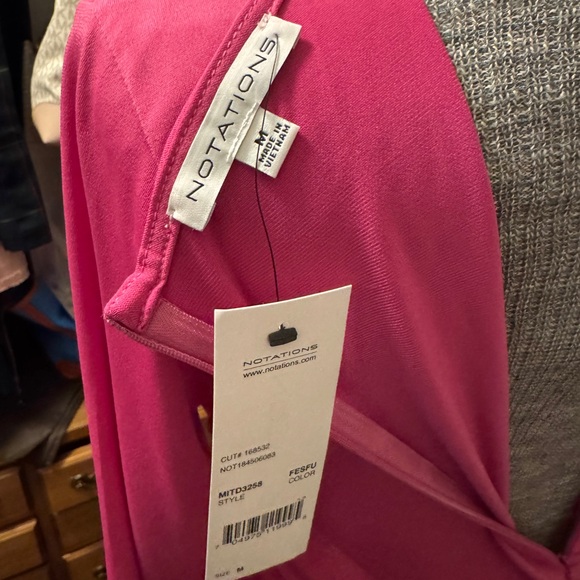 NOTATIONS
M
MADE IN
VIETNAM
NOTATIONS
www.notations.com
CUT# 168532
NOT184506083
MITD3258
STYLE
FESFU
COLOR
SIZE M